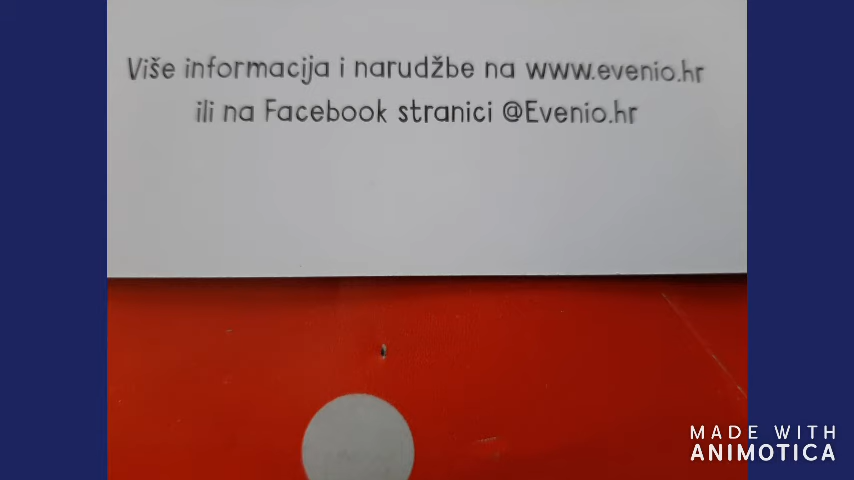 Više informacija i narudžbe na www.evenio.hr
ili na Facebook stranici @Evenio.hr
MADE WITH
ANIMOTICA